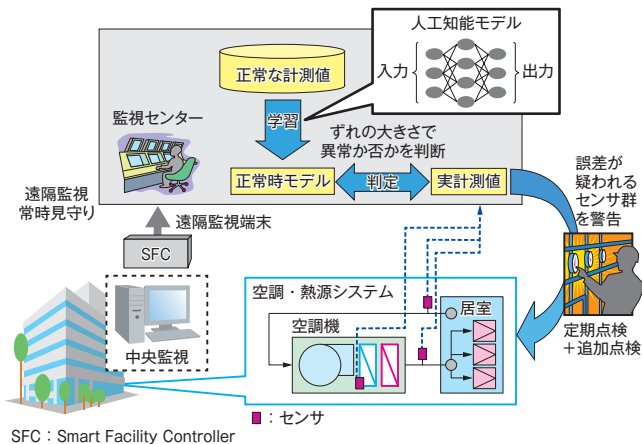 人工知能モデル
入力
出力
正常な計測値
学習
監視センター
ずれの大きさで
異常か否かを判断
正常時モデル
判定
実計測値
誤差が
疑われる
センサ群
を警告
遠隔監視
常時見守り
遠隔監視端末
SFC
中央監視
空調・熱源システム
空調機
居室
定期点検
＋追加点検
：センサ
SFC：Smart Facility Controller